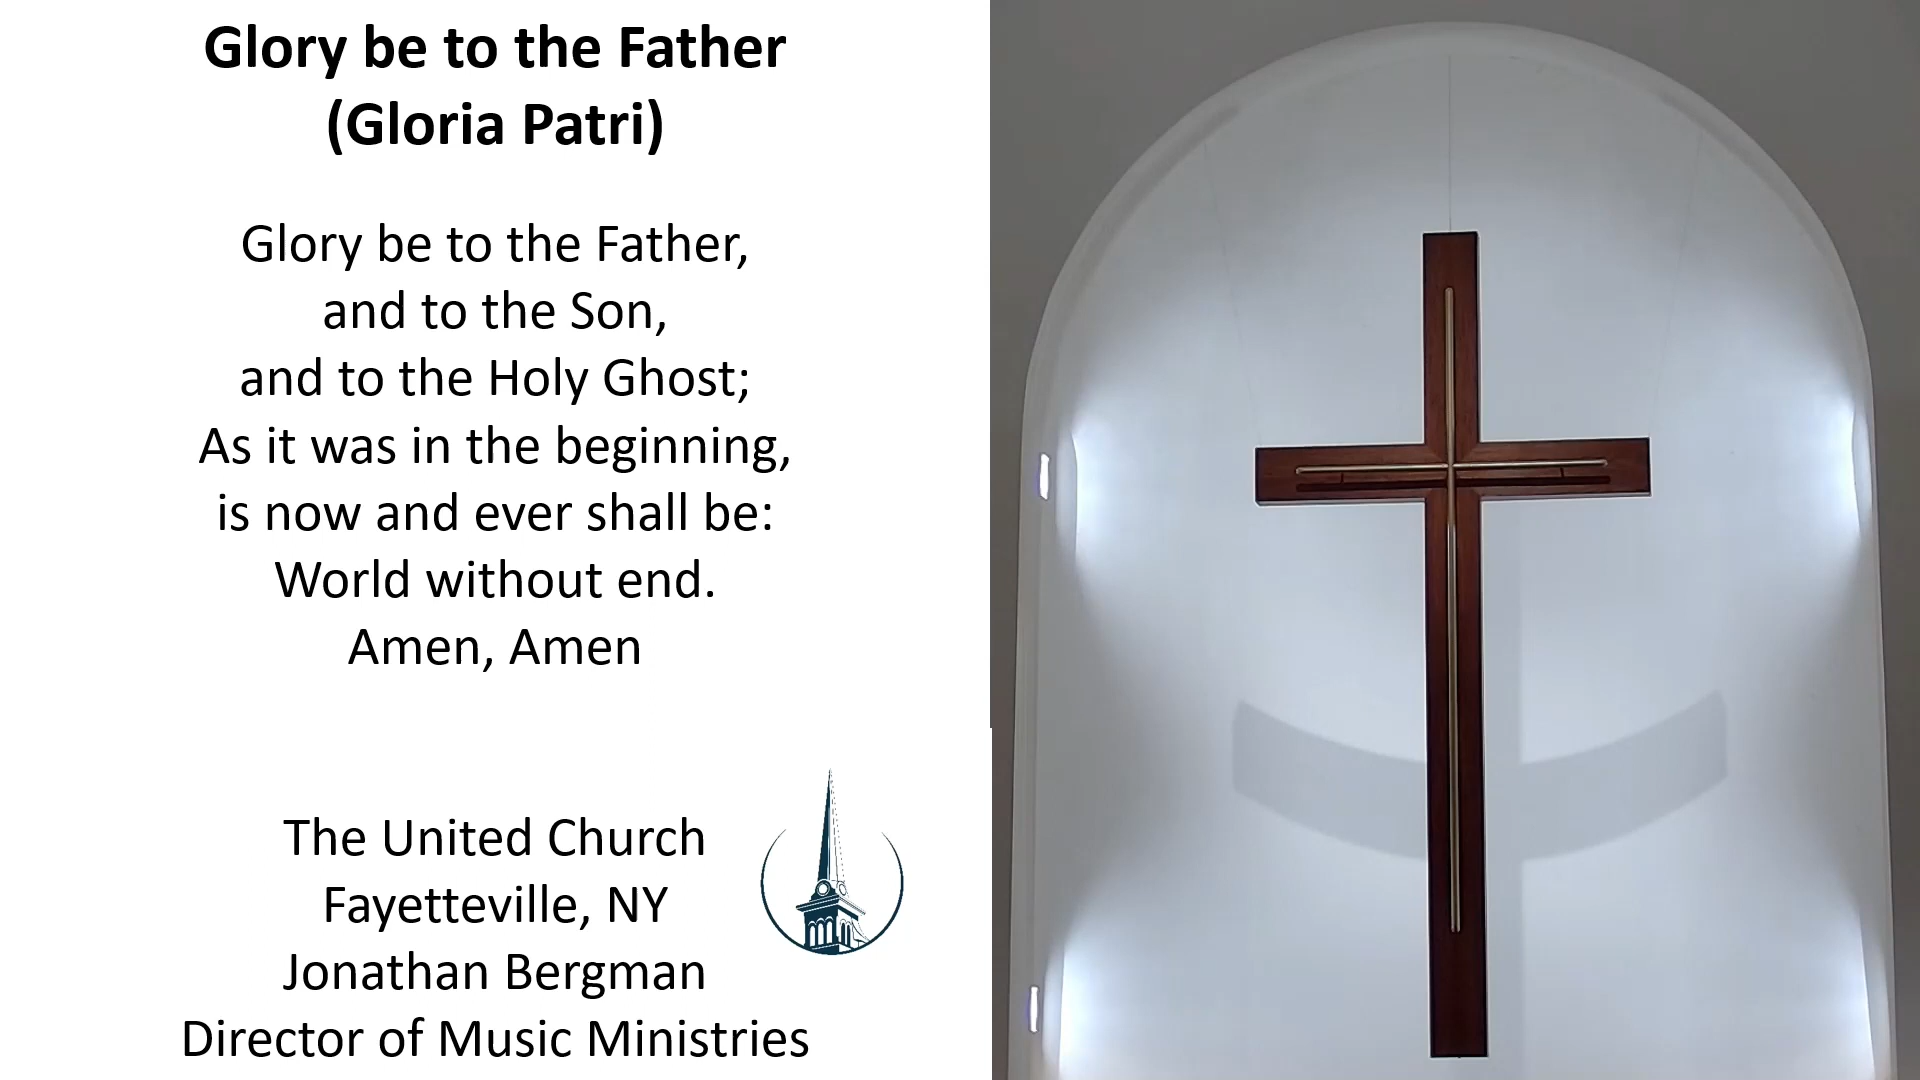 Glory be to the Father
(Gloria Patri)
Glory be to the Father,
and to the Son,
and to the Holy Ghost;
As it was in the beginning,
is now and ever shall be:
World without end.
Amen, Amen
The United Church
Fayetteville, NY
Jonathan Bergman
Director of Music Ministries